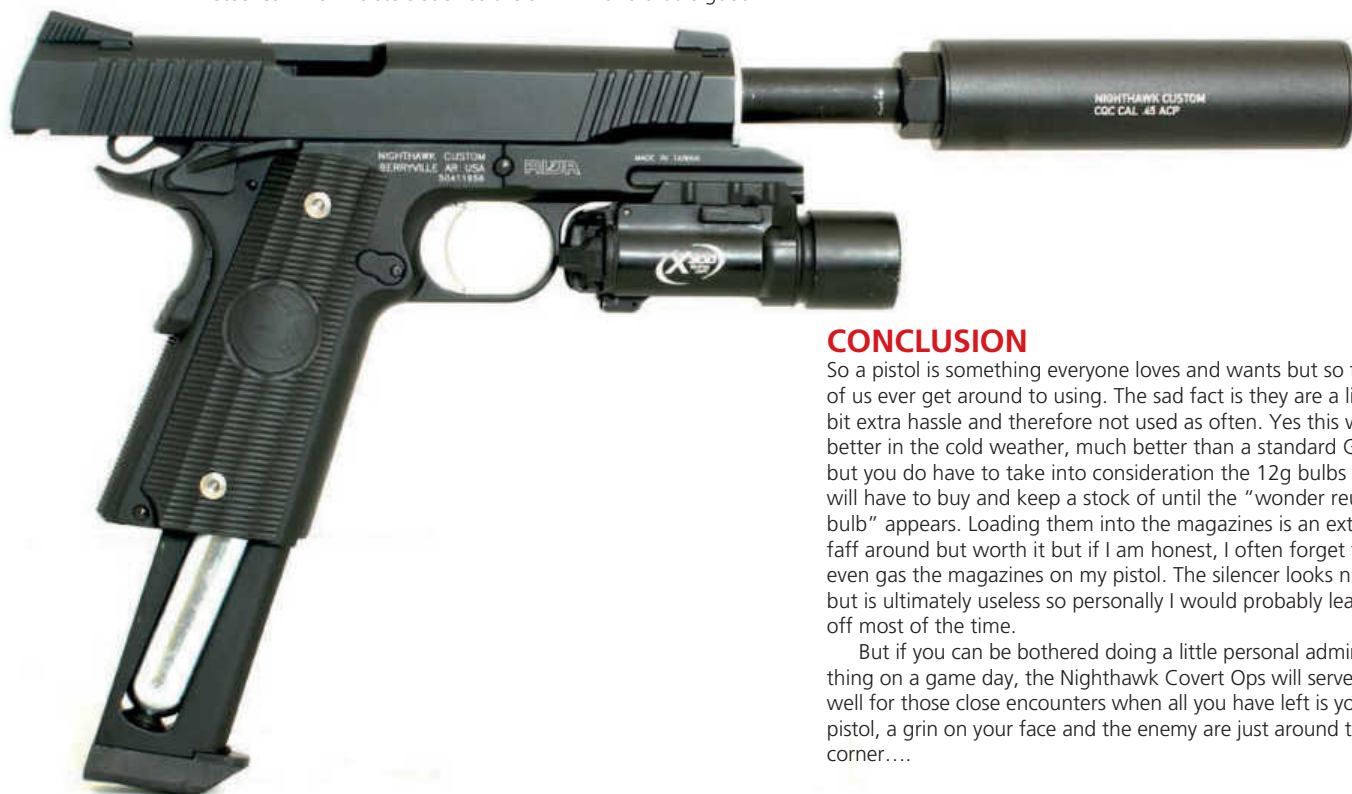 NIGHTHAWK CUSTOM
CQC CAL .45 ACP
NIGHTHAWK CUSTOM
BERRYVILLE AR USA
MADE IN TAIWAN
CONCLUSION
So a pistol is something everyone loves and wants but so f
of us ever get around to using. The sad fact is they are a li
bit extra hassle and therefore not used as often. Yes this w
better in the cold weather, much better than a standard G
but you do have to take into consideration the 12g bulbs
will have to buy and keep a stock of until the “wonder reu
bulb” appears. Loading them into the magazines is an ext
faff around but worth it but if I am honest, I often forget t
even gas the magazines on my pistol. The silencer looks n
but is ultimately useless so personally I would probably lea
off most of the time.
But if you can be bothered doing a little personal admin
thing on a game day, the Nighthawk Covert Ops will serve
well for those close encounters when all you have left is yo
pistol, a grin on your face and the enemy are just around t
corner….